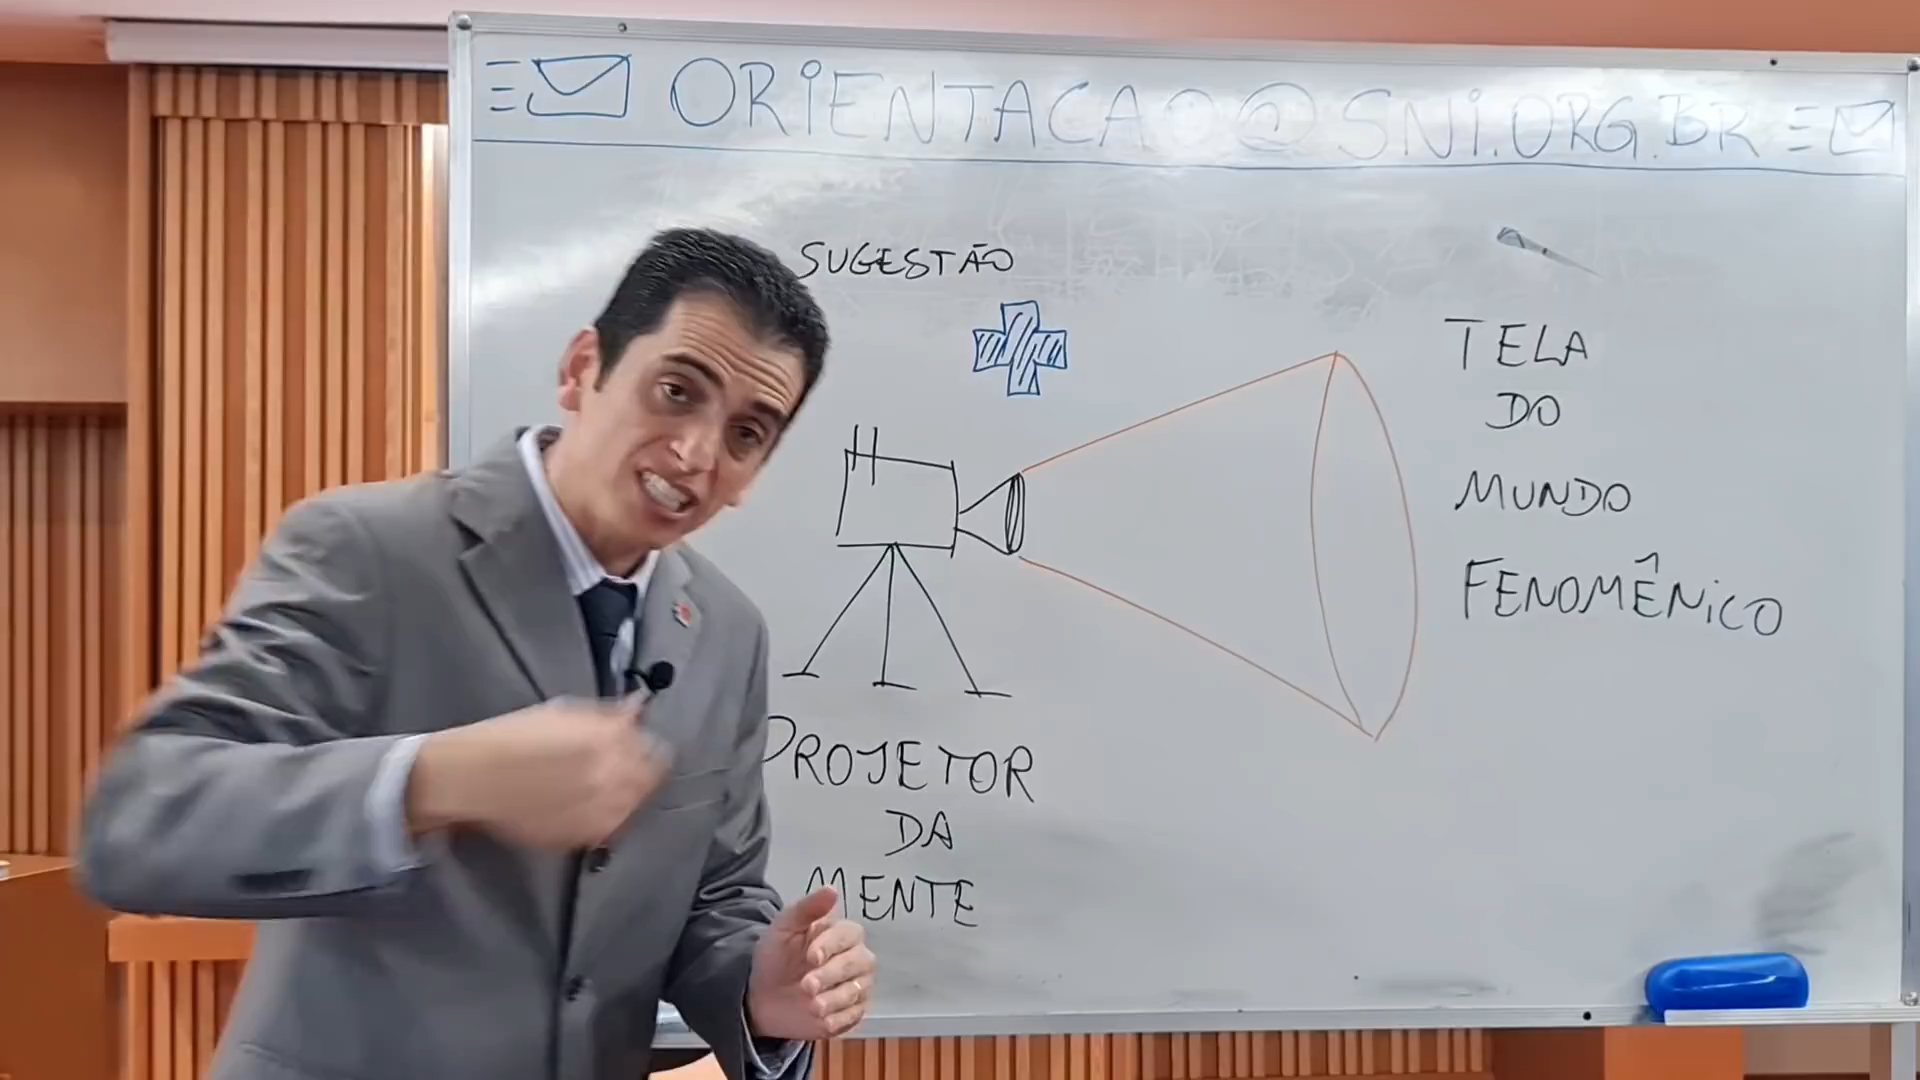 ORIENTACAO@SNI.ORG.BR
SUGESTÃO
TELA
DO
MUNDO
FENOMÊNICO
PROJETOR
DA
MENTE